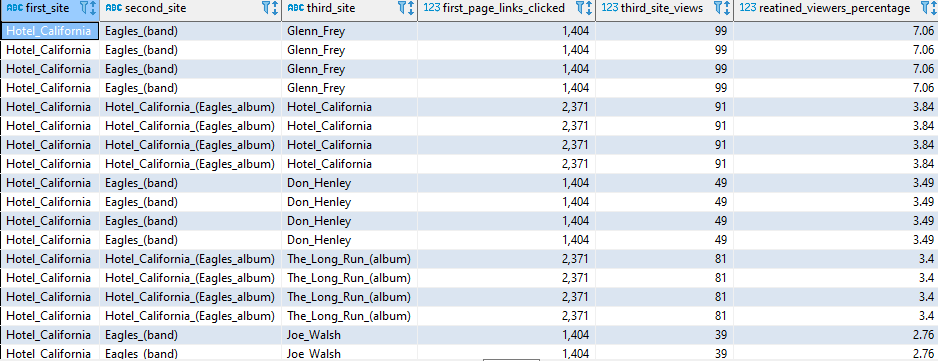 ABC first_site ABC second_site ABC third_site 123 first_page_links_clicked 123 third_site_views 123 reatined_viewers_percentage
Hotel_California Eagles_(band) Glenn_Frey 1,404 99 7.06
Hotel_California Eagles_(band) Glenn_Frey 1,404 99 7.06
Hotel_California Eagles_(band) Glenn_Frey 1,404 99 7.06
Hotel_California Eagles_(band) Glenn_Frey 1,404 99 7.06
Hotel_California Hotel_California_(Eagles_album) Hotel_California 2,371 91 3.84
Hotel_California Hotel_California_(Eagles_album) Hotel_California 2,371 91 3.84
Hotel_California Hotel_California_(Eagles_album) Hotel_California 2,371 91 3.84
Hotel_California Hotel_California_(Eagles_album) Hotel_California 2,371 91 3.84
Hotel_California Eagles_(band) Don_Henley 1,404 49 3.49
Hotel_California Eagles_(band) Don_Henley 1,404 49 3.49
Hotel_California Eagles_(band) Don_Henley 1,404 49 3.49
Hotel_California Eagles_(band) Don_Henley 1,404 49 3.49
Hotel_California Hotel_California_(Eagles_album) The_Long_Run_(album) 2,371 81 3.4
Hotel_California Hotel_California_(Eagles_album) The_Long_Run_(album) 2,371 81 3.4
Hotel_California Hotel_California_(Eagles_album) The_Long_Run_(album) 2,371 81 3.4
Hotel_California Hotel_California_(Eagles_album) The_Long_Run_(album) 2,371 81 3.4
Hotel_California Eagles_(band) Joe_Walsh 1,404 39 2.76
Hotel_California Eagles_(band) Joe_Walsh 1,404 39 2.76